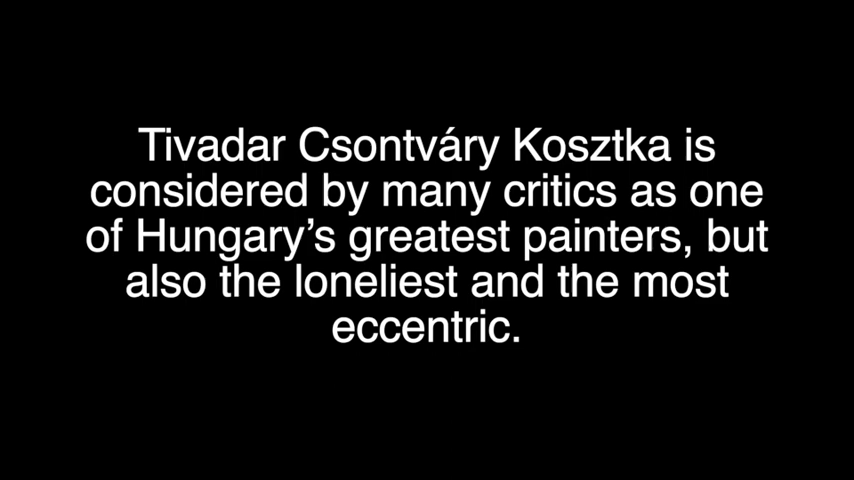 Tivadar Csontváry Kosztka is
considered by many critics as one
of Hungary’s greatest painters, but
also the loneliest and the most
eccentric.